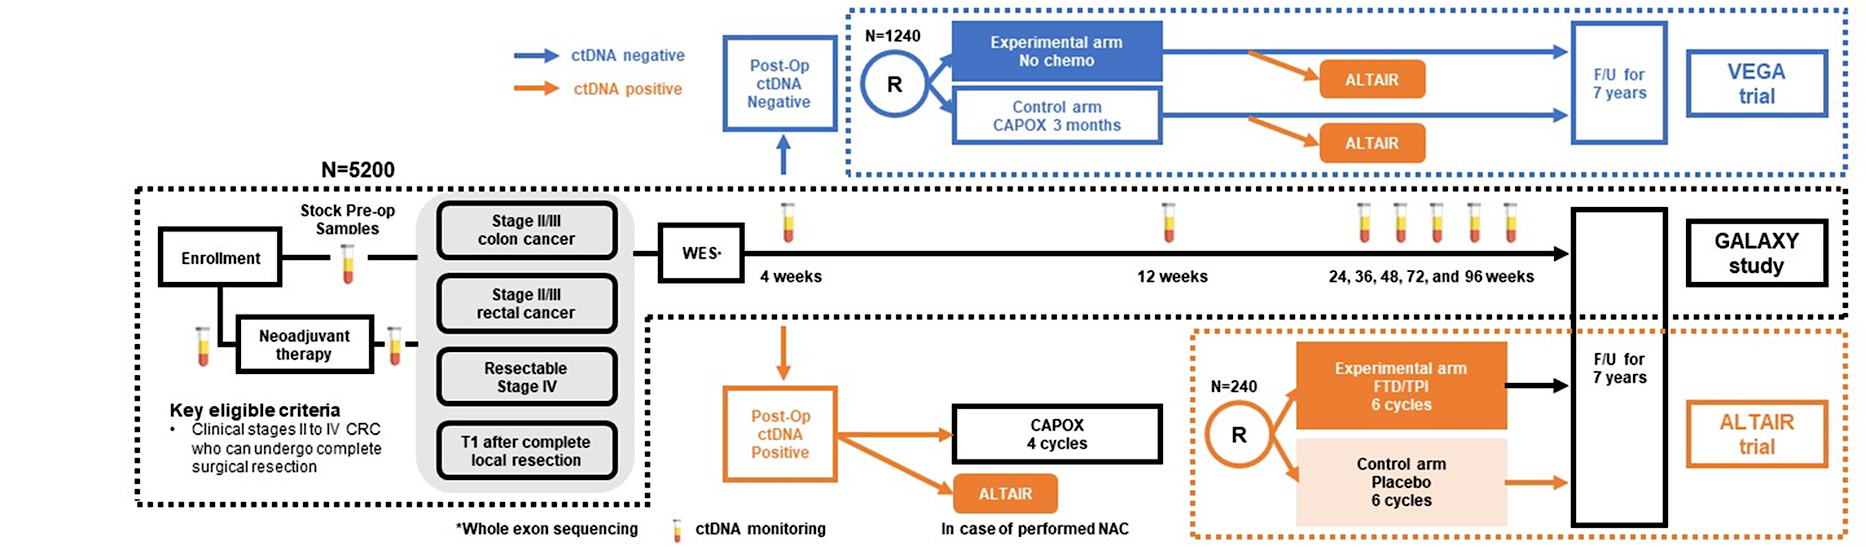 ctDNA negative
ctDNA positive
Post-Op
ctDNA
Negative
N=1240
R
Experimental arm
No chemo
Control arm
CAPOX 3 months
ALTAIR
ALTAIR
F/U for
7 years
VEGA
trial
N=5200
Enrollment
Stock Pre-op
Samples
Neoadjuvant
therapy
Key eligible criteria
• Clinical stages II to IV CRC
who can undergo complete
surgical resection
Stage II/III
colon cancer
Stage II/III
rectal cancer
Resectable
Stage IV
T1 after complete
local resection
WES*
4 weeks
12 weeks
24, 36, 48, 72, and 96 weeks
F/U for
7 years
GALAXY
study
Post-Op
ctDNA
Positive
CAPOX
4 cycles
ALTAIR
In case of performed NAC
N=240
R
Experimental arm
FTD/TPI
6 cycles
Control arm
Placebo
6 cycles
ALTAIR
trial
*Whole exon sequencing
ctDNA monitoring